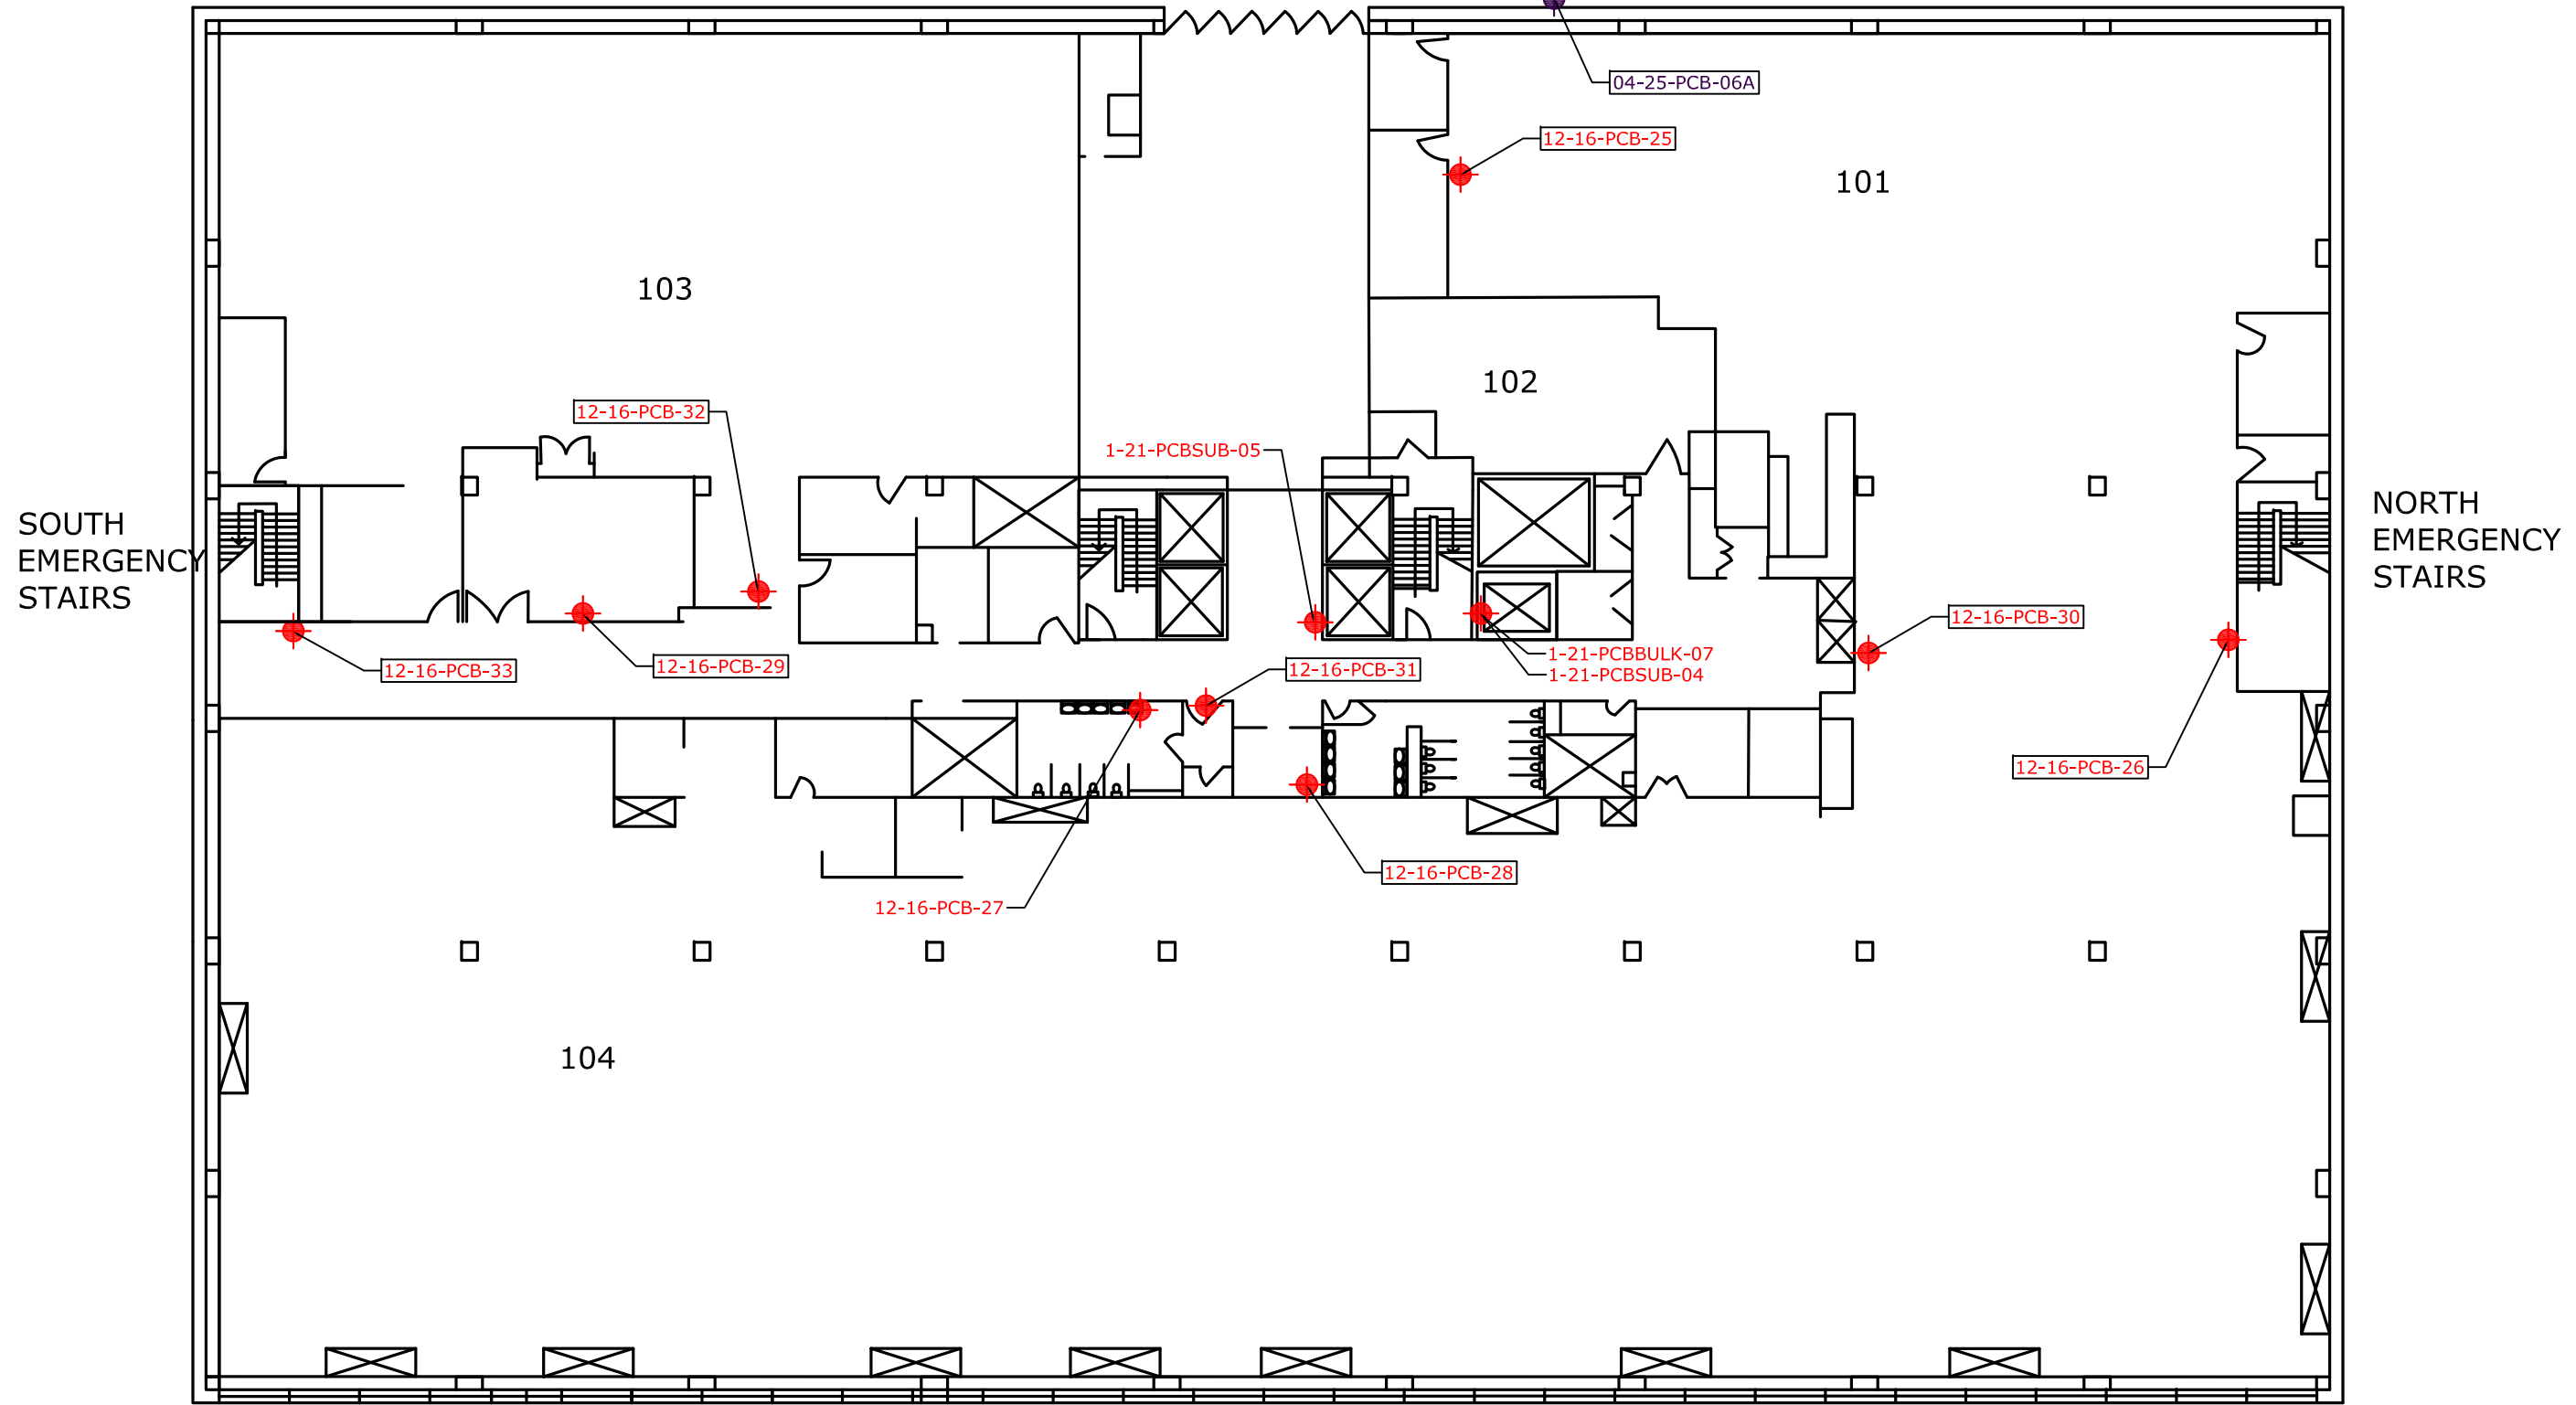 04-25-PCB-06A
12-16-PCB-25
101
103
102
12-16-PCB-32
1-21-PCBSUB-05
SOUTH
EMERGENCY
STAIRS
NORTH
EMERGENCY
STAIRS
12-16-PCB-30
1-21-PCBBULK-07
1-21-PCBSUB-04
12-16-PCB-33
12-16-PCB-29
12-16-PCB-31
12-16-PCB-26
12-16-PCB-28
12-16-PCB-27
104